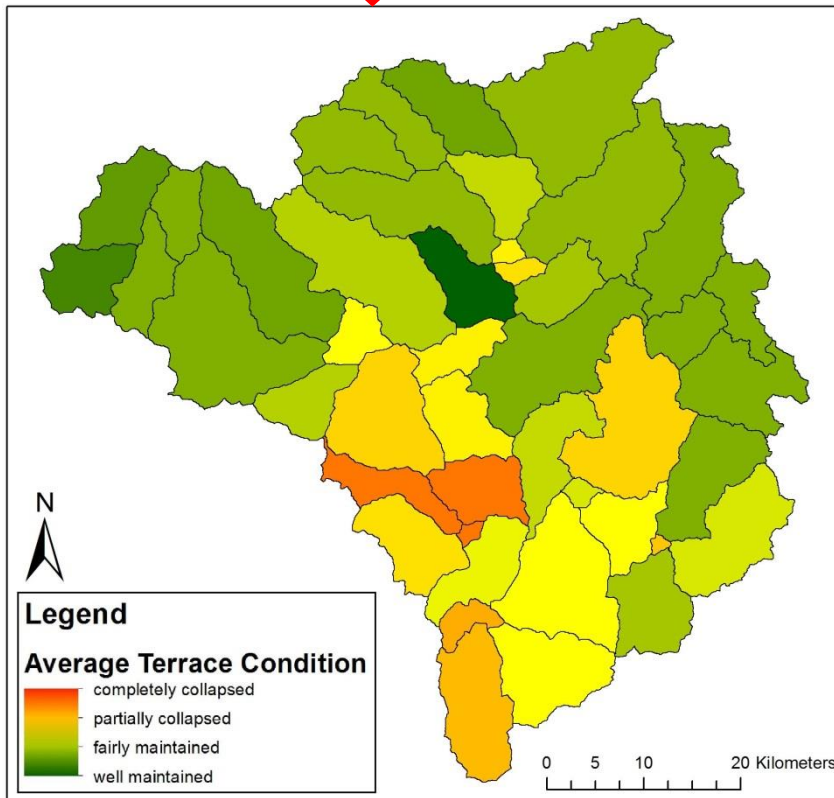 N
Legend
Average Terrace Condition
completely collapsed
partially collapsed
fairly maintained
well maintained
0 5 10 20 Kilometers